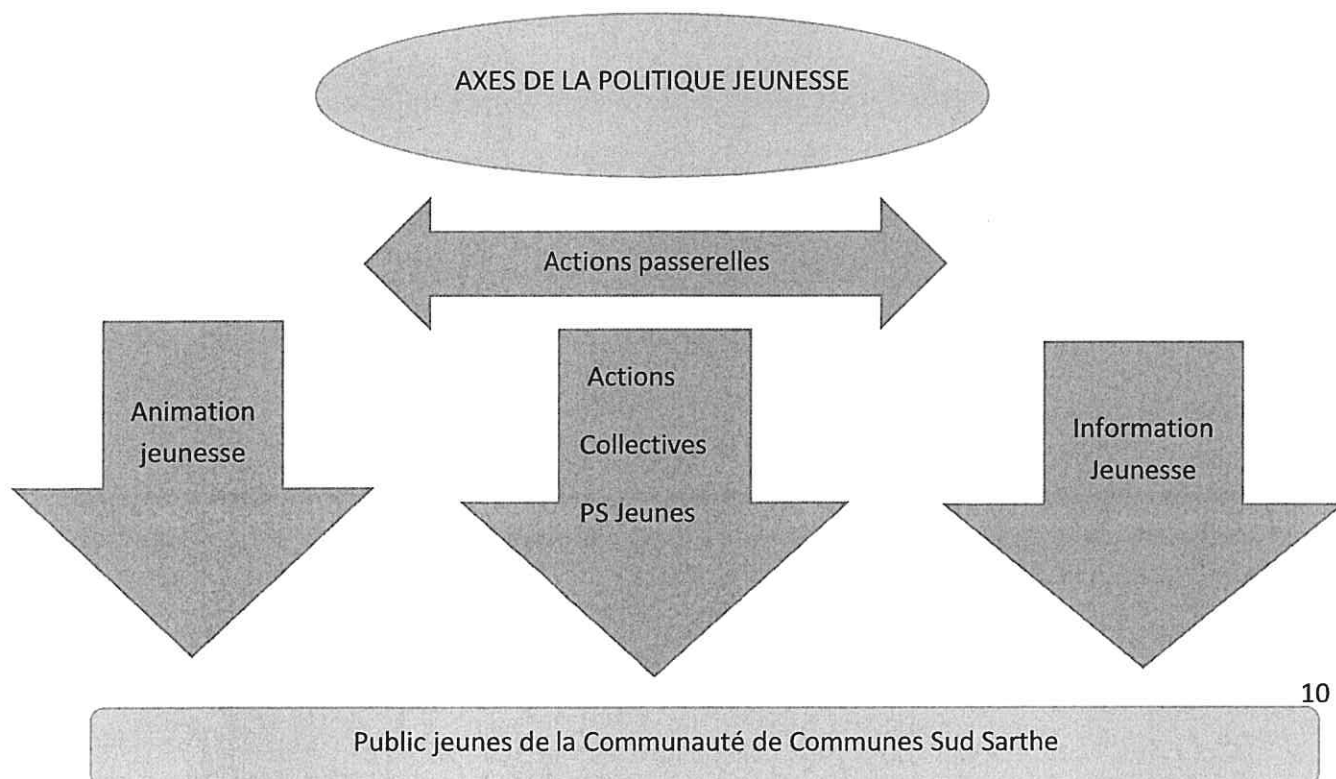 AXES DE LA POLITIQUE JEUNESSE
Actions passerelles
Animation
jeunesse
Actions
Collectives
PS Jeunes
Information
Jeunesse
10
Public jeunes de la Communauté de Communes Sud Sarthe